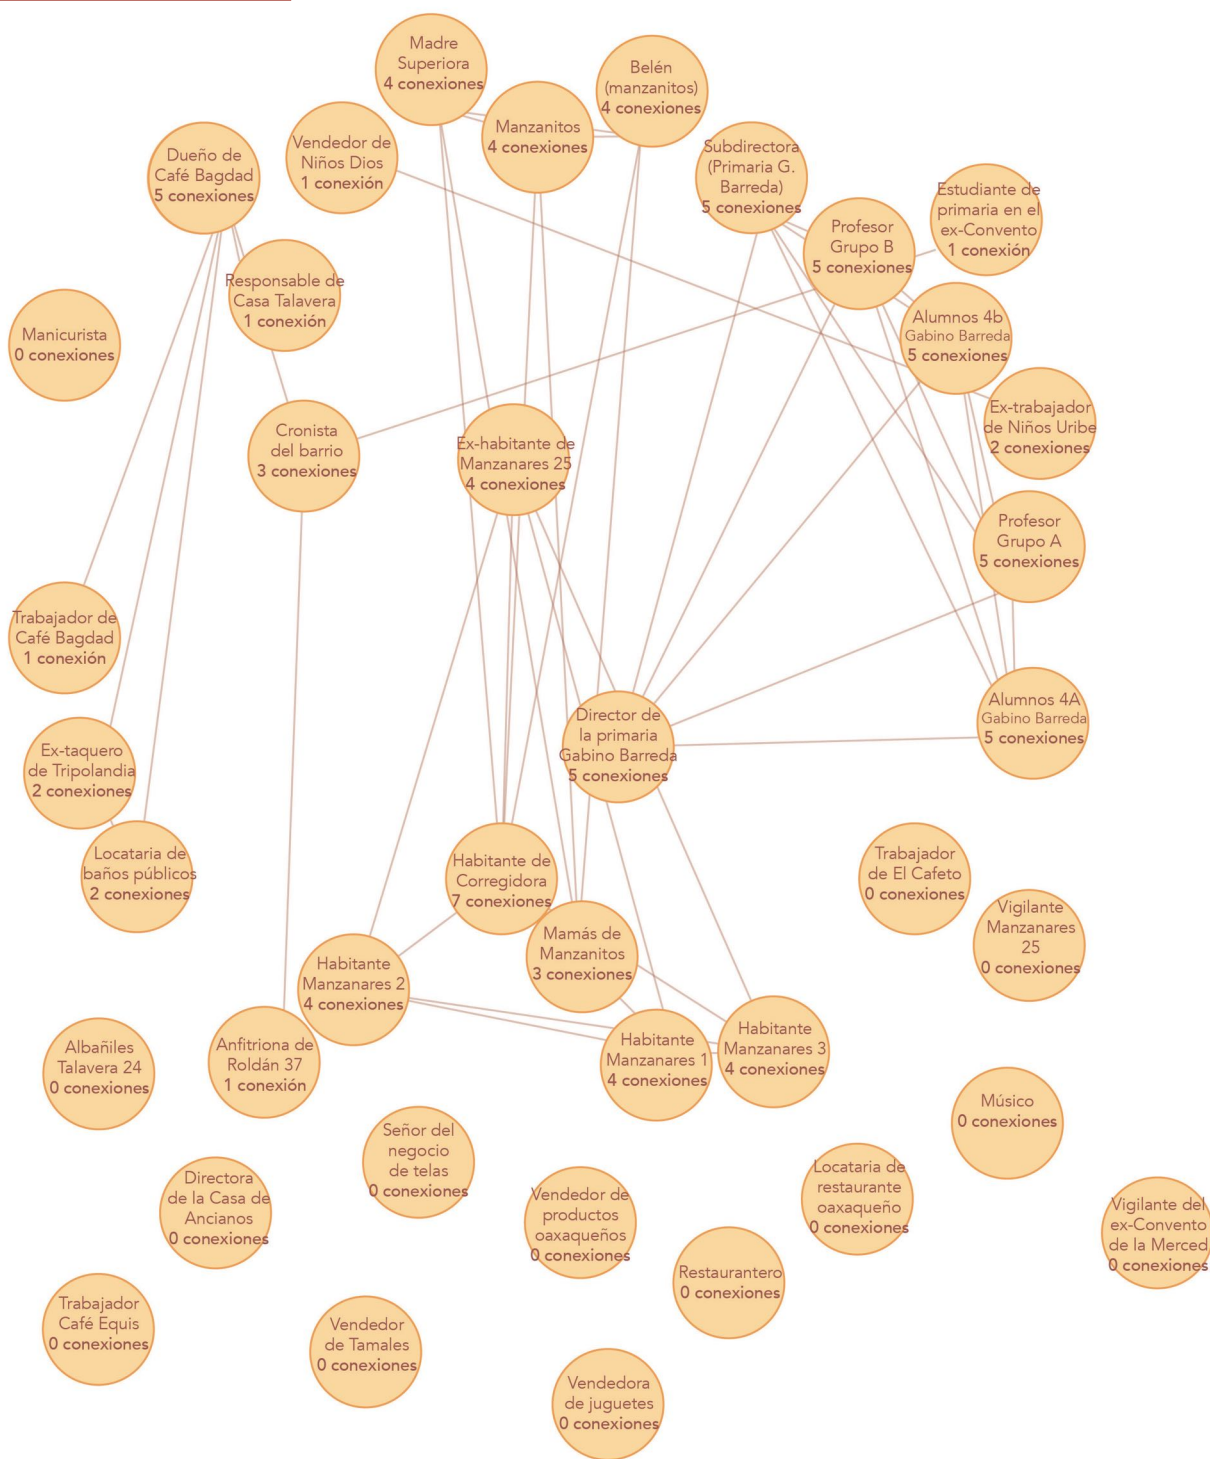 Madre
Superiora
4 conexiones
Belén
(manzanitos)
4 conexiones
Manzanitos
4 conexiones
Vendedor de
Niños Dios
1 conexión
Dueño de
Café Bagdad
5 conexiones
Subdirectora
(Primaria G.
Barreda)
5 conexiones
Estudiante de
primaria en el
ex-Convento
1 conexión
Profesor
Grupo B
5 conexiones
Responsable de
Casa Talavera
1 conexión
Manicurista
0 conexiones
Alumnos 4b
Gabino Barreda
5 conexiones
Ex-trabajador
de Niños Uribe
2 conexiones
Cronista
del barrio
3 conexiones
Ex-habitante de
Manzanares 25
4 conexiones
Profesor
Grupo A
5 conexiones
Trabajador de
Café Bagdad
1 conexión
Alumnos 4A
Gabino Barreda
5 conexiones
Director de
la primaria
Gabino Barreda
5 conexiones
Ex-taquero
de Tripolandia
2 conexiones
Locataria de
baños públicos
2 conexiones
Habitante de
Corregidora
7 conexiones
Trabajador
de El Cafeto
0 conexiones
Vigilante
Manzanares
25
0 conexiones
Mamás de
Manzanitos
3 conexiones
Habitante
Manzanares 2
4 conexiones
Habitante
Manzanares 3
4 conexiones
Habitante
Manzanares 1
4 conexiones
Albañiles
Talavera 24
0 conexiones
Anfitriona de
Roldán 37
1 conexión
Músico
0 conexiones
Señor del
negocio
de telas
0 conexiones
Directora
de la Casa de
Ancianos
0 conexiones
Vendedor de
productos
oaxaqueños
0 conexiones
Locataria de
restaurante
oaxaqueño
0 conexiones
Vigilante del
ex-Convento
de la Merced
0 conexiones
Restaurantero
0 conexiones
Trabajador
Café Equis
0 conexiones
Vendedor
de Tamales
0 conexiones
Vendedora
de juguetes
0 conexiones